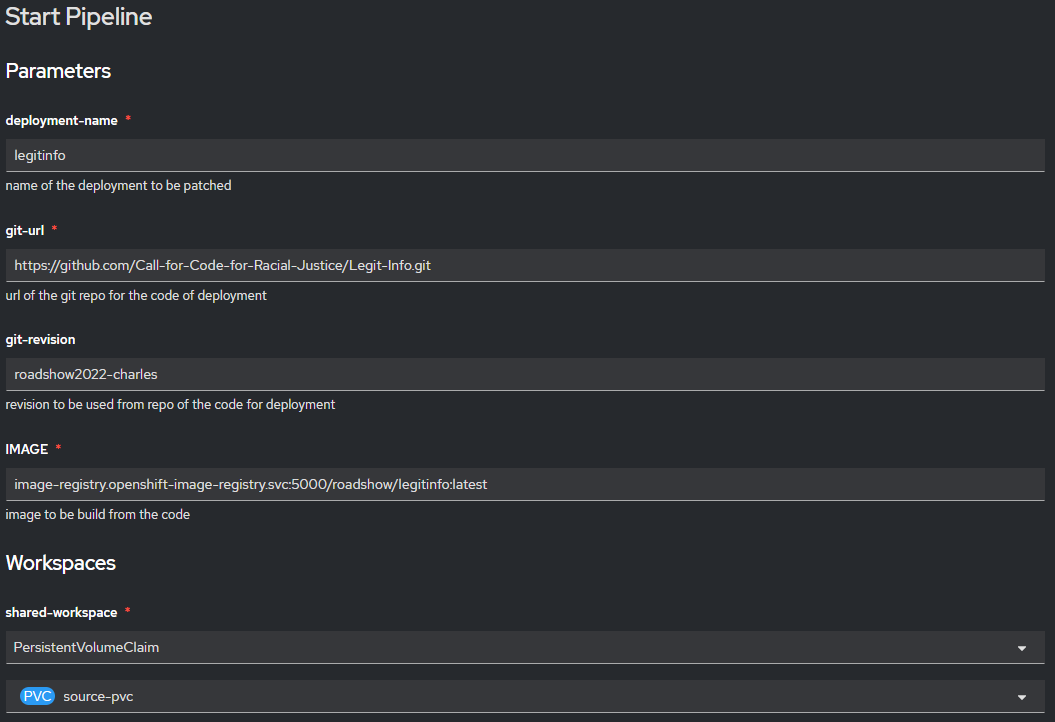 Start Pipeline
Parameters
deployment-name *
legitinfo
name of the deployment to be patched
git-url *
https://github.com/Call-for-Code-for-Racial-Justice/Legit-Info.git
url of the git repo for the code of deployment
git-revision
roadshow2022-charles
revision to be used from repo of the code for deployment
IMAGE *
image-registry.openshift-image-registry.svc:5000/roadshow/legitinfo:latest
image to be build from the code
Workspaces
shared-workspace *
PersistentVolumeClaim
PVC source-pvc